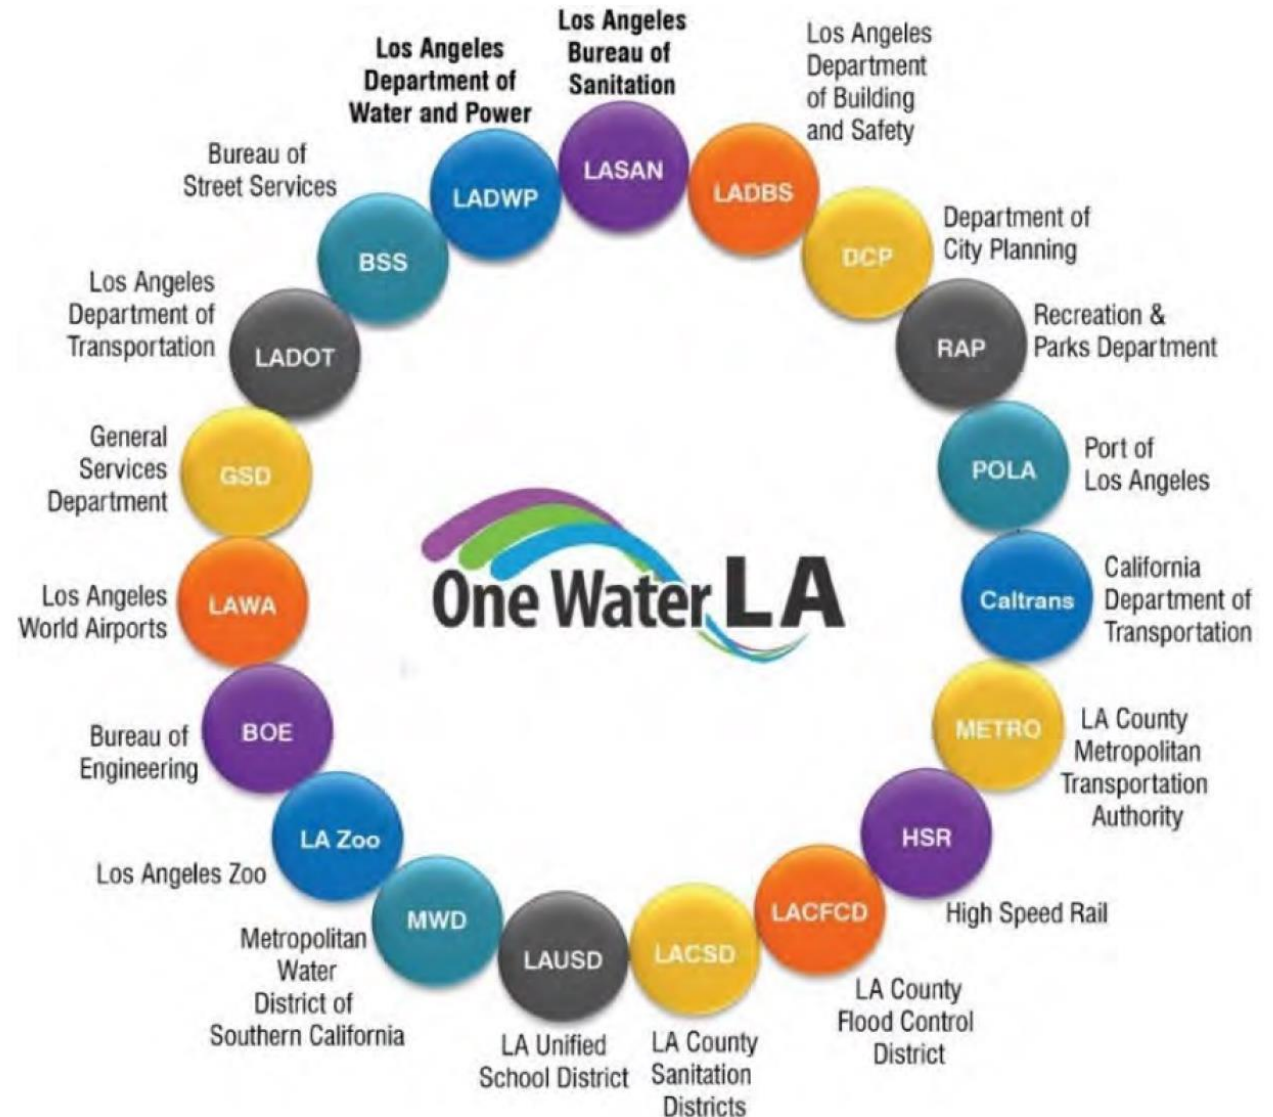 Los Angeles
Bureau of
Sanitation
LASAN
Los Angeles
Department
of Building
and Safety
LADBS
Department of
City Planning
DCP
Recreation &
Parks Department
RAP
Port of
Los Angeles
POLA
California
Department of
Transportation
Caltrans
LA County
Metropolitan
Transportation
Authority
METRO
High Speed Rail
HSR
LA County
Flood Control
District
LACFCD
LA County
Sanitation
Districts
LACSD
LA Unified
School District
LAUSD
Metropolitan
Water
District of
Southern California
MWD
Los Angeles Zoo
LA Zoo
Bureau of
Engineering
BOE
Los Angeles
World Airports
LAWA
General
Services
Department
GSD
Los Angeles
Department of
Transportation
LADOT
Bureau of
Street Services
BSS
Los Angeles
Department of
Water and Power
LADWP
One Water LA